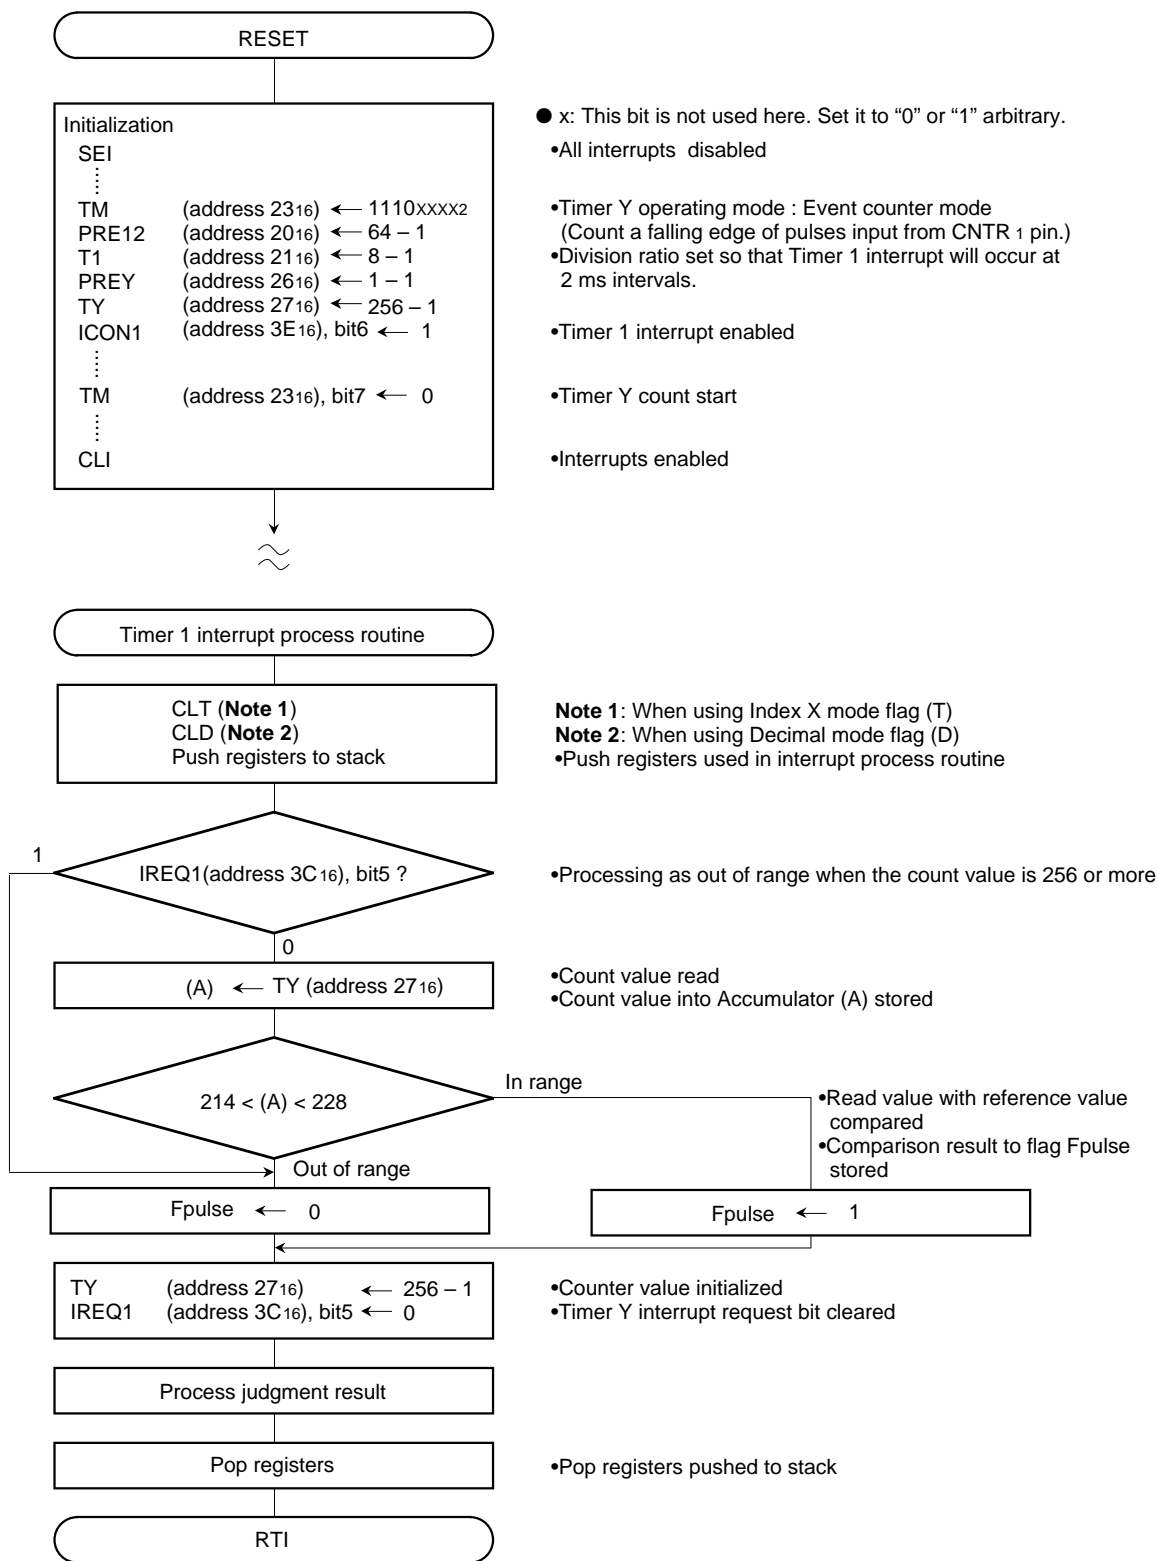 RESET
Initialization
● x: This bit is not used here. Set it to “0” or “1” arbitrary.
SEI
•All interrupts disabled
TM (address 2316) ← 1110XXXX2
•Timer Y operating mode : Event counter mode
PRE12 (address 2016) ← 64 – 1
(Count a falling edge of pulses input from CNTR 1 pin.)
T1 (address 2116) ← 8 – 1
•Division ratio set so that Timer 1 interrupt will occur at
PREY (address 2616) ← 1 – 1
2 ms intervals.
TY (address 2716) ← 256 – 1
ICON1 (address 3E16), bit6 ← 1
•Timer 1 interrupt enabled
TM (address 2316), bit7 ← 0
•Timer Y count start
CLI
•Interrupts enabled
Timer 1 interrupt process routine
CLT (Note 1)
Note 1: When using Index X mode flag (T)
CLD (Note 2)
Note 2: When using Decimal mode flag (D)
Push registers to stack
•Push registers used in interrupt process routine
1
IREQ1(address 3C16), bit5 ?
•Processing as out of range when the count value is 256 or more
0
(A) ← TY (address 2716)
•Count value read
•Count value into Accumulator (A) stored
In range
214 < (A) < 228
•Read value with reference value
compared
•Comparison result to flag Fpulse
stored
Out of range
Fpulse ← 0
Fpulse ← 1
TY (address 2716) ← 256 – 1
•Counter value initialized
IREQ1 (address 3C16), bit5 ← 0
•Timer Y interrupt request bit cleared
Process judgment result
Pop registers
•Pop registers pushed to stack
RTI